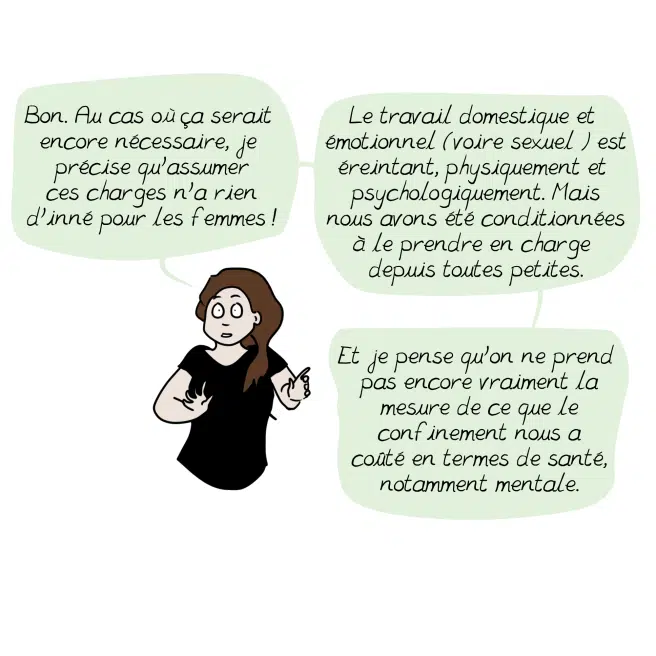 Bon. Au cas où ça serait
encore nécessaire, je
précise qu'assumer
ces charges n'a rien
d'inné pour les femmes !
Le travail domestique et
émotionnel (voire sexuel ) est
éreintant, physiquement et
psychologiquement. Mais
nous avons été conditionnées
à le prendre en charge
depuis toutes petites.
Et je pense qu'on ne prend
pas encore vraiment la
mesure de ce que le
confinement nous a
coûté en termes de santé,
notamment mentale.